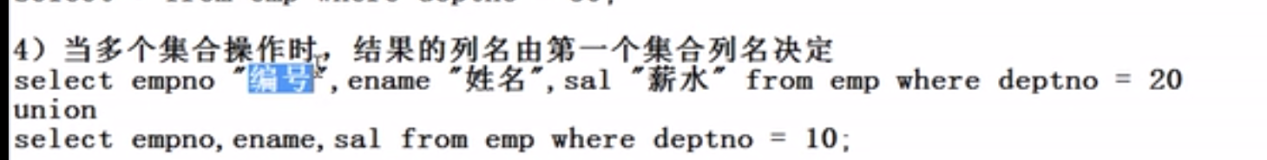 4）当多个集合操作时，结果的列名由第一个集合列名决定
select empno "编号",ename "姓名",sal "薪水" from emp where deptno = 20
union
select empno,ename,sal from emp where deptno = 10;